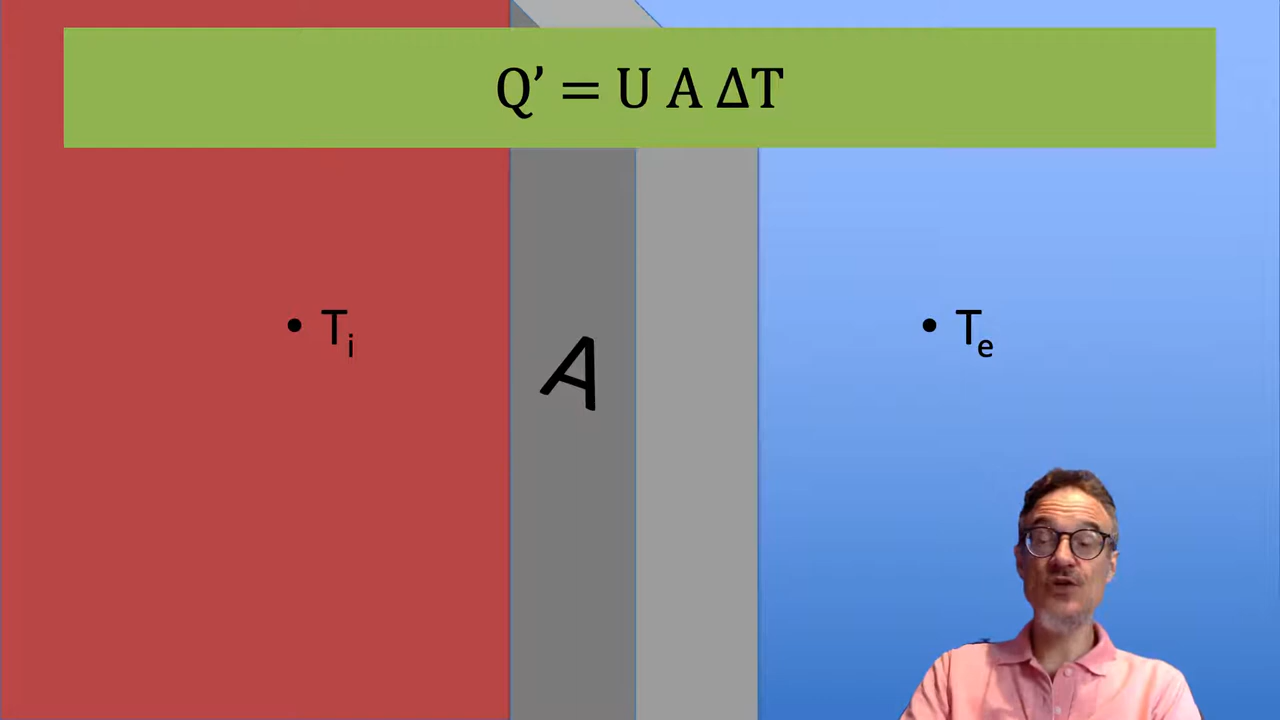 Q’ = U A ΔT
• Tᵢ
• Tₑ
A